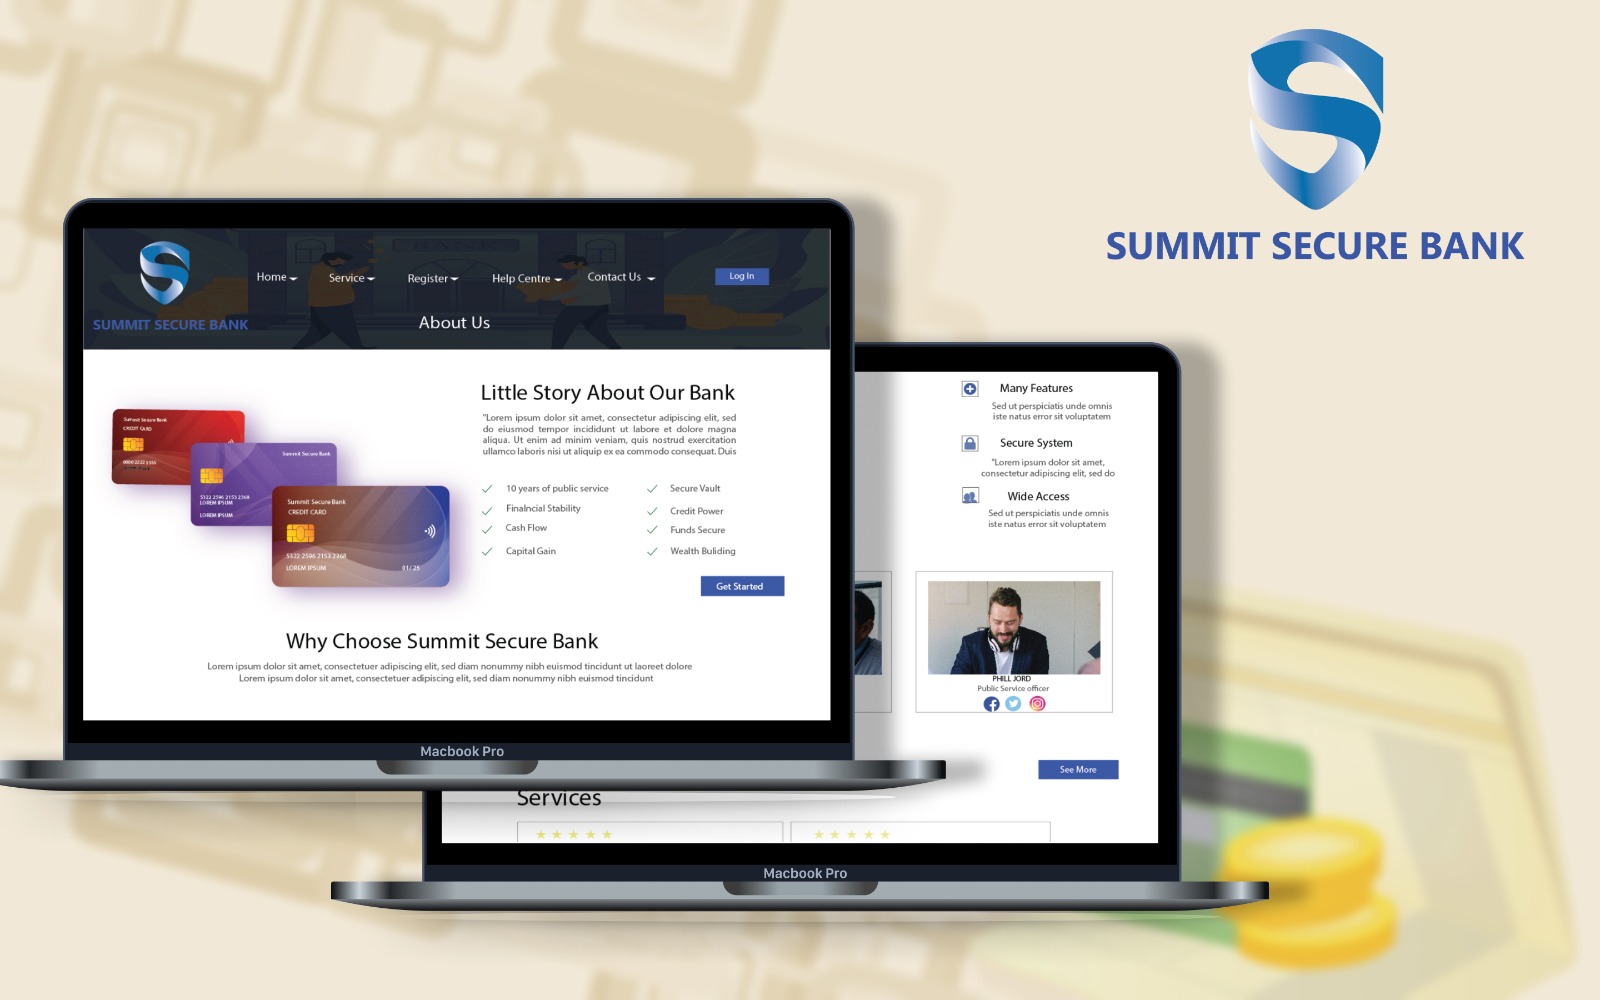 SUMMIT SECURE BANK
BANK
Home
Service
Register
Help Centre
Contact Us
Log In
SUMMIT SECURE BANK
About Us
Little Story About Our Bank
"Lorem ipsum dolor sit amet, consectetur adipiscing elit, sed
do eiusmod tempor incididunt ut labore et dolore magna
aliqua. Ut enim ad minim veniam, quis nostrud exercitation
ullamco laboris nisi ut aliquip ex ea commodo consequat. Duis
10 years of public service
Secure Vault
Finalncial Stability
Credit Power
Cash Flow
Funds Secure
Capital Gain
Wealth Buliding
Get Started
Summit Secure Bank
CREDIT CARD
Summit Secure Bank
5322 2596 2153 2368
LOREM IPSUM
LOREM IPSUM
Summit Secure Bank
CREDIT CARD
5322 2596 2153 2368
LOREM IPSUM
01/ 25
Why Choose Summit Secure Bank
Lorem ipsum dolor sit amet, consectetuer adipiscing elit, sed diam nonummy nibh euismod tincidunt ut laoreet dolore
Lorem ipsum dolor sit amet, consectetuer adipiscing elit, sed diam nonummy nibh euismod tincidunt
Macbook Pro
Many Features
Sed ut perspiciatis unde omnis
iste natus error sit voluptatem
Secure System
"Lorem ipsum dolor sit amet,
consectetur adipiscing elit, sed do
Wide Access
Sed ut perspiciatis unde omnis
iste natus error sit voluptatem
PHILL JORD
Public Service officer
See More
Services
Macbook Pro